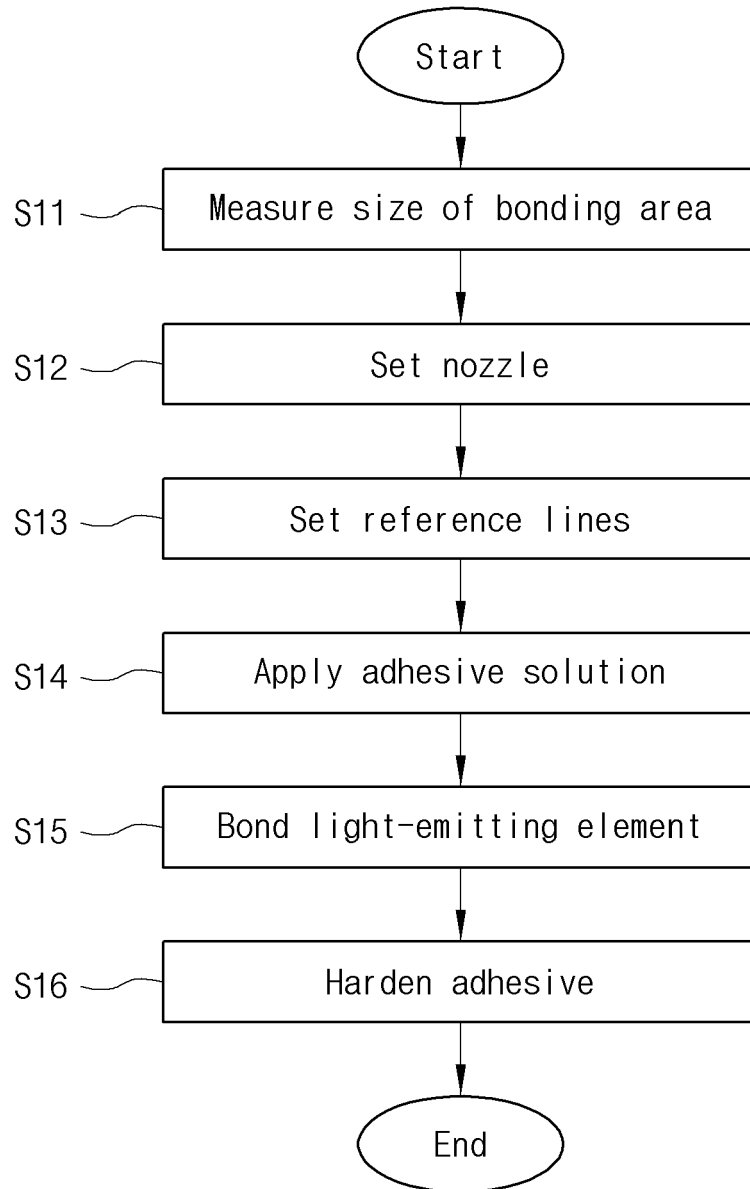 Start
S11
Measure size of bonding area
S12
Set nozzle
S13
Set reference lines
S14
Apply adhesive solution
S15
Bond light-emitting element
S16
Harden adhesive
End